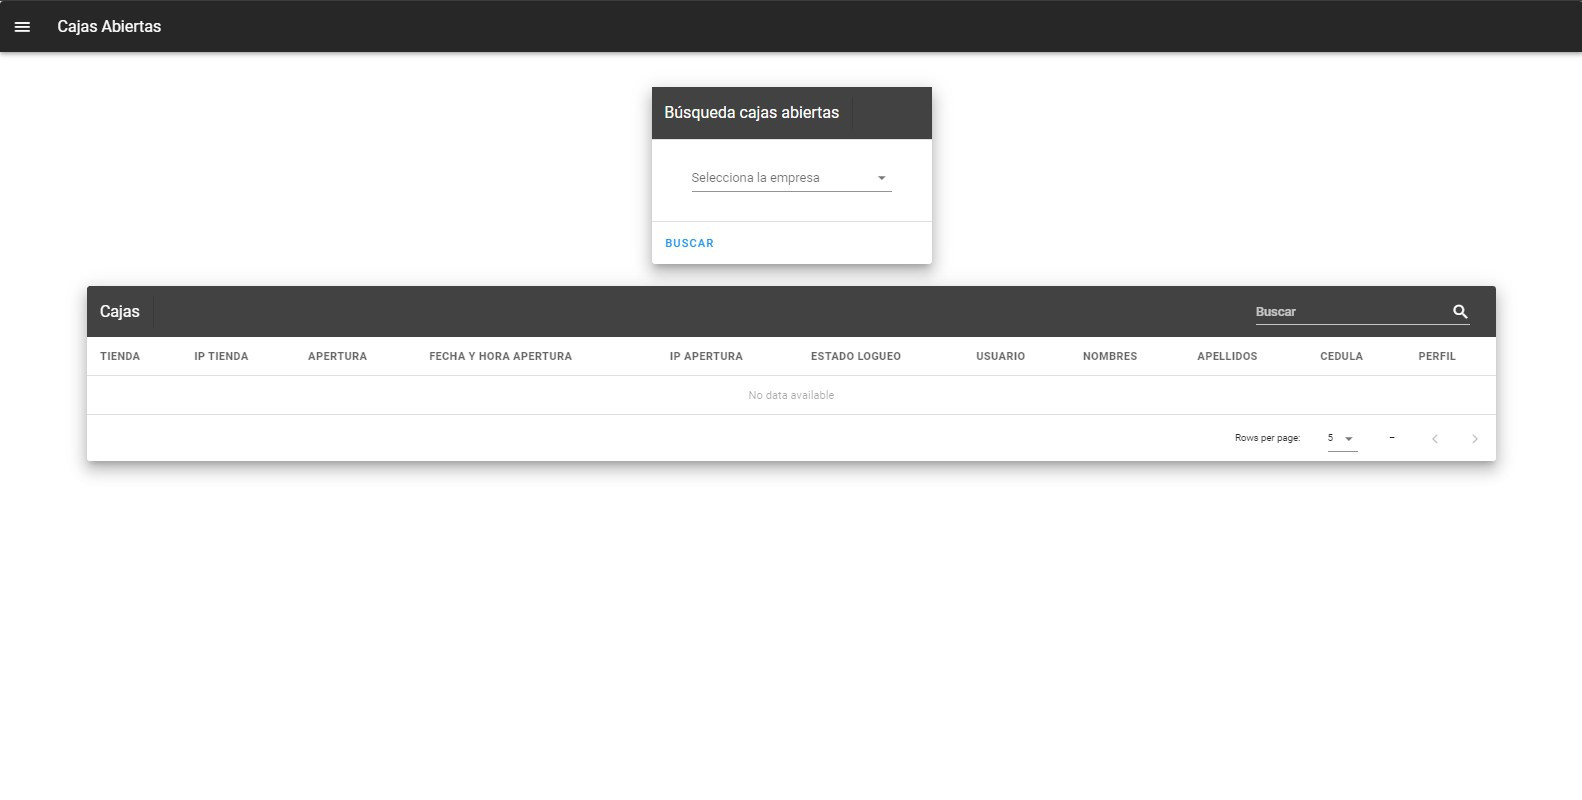 Cajas Abiertas
Búsqueda cajas abiertas
Selecciona la empresa
BUSCAR
Cajas
Buscar
TIENDA IP TIENDA APERTURA FECHA Y HORA APERTURA IP APERTURA ESTADO LOGUEO USUARIO NOMBRES APELLIDOS CEDULA PERFIL
No data available
Rows per page: 5 –